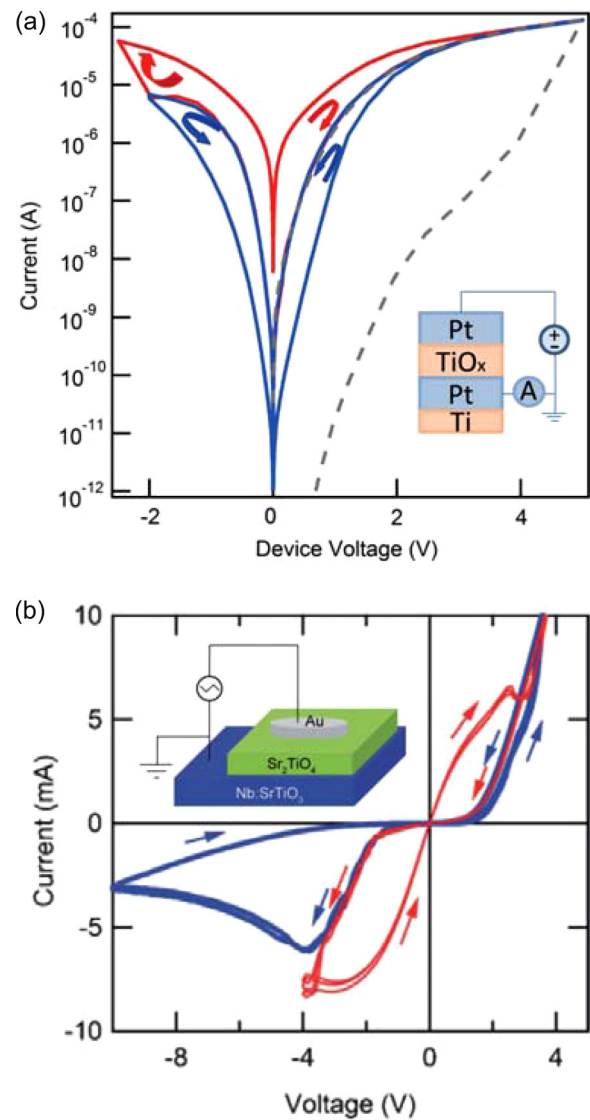 (a)
10⁻⁴
10⁻⁵
10⁻⁶
10⁻⁷
10⁻⁸
10⁻⁹
10⁻¹⁰
10⁻¹¹
10⁻¹²
Current (A)
Pt
TiOx
Pt
Ti
A
+
-
-2 0 2 4
Device Voltage (V)
(b)
10
5
0
-5
-10
Current (mA)
Au
Sr₂TiO₄
Nb:SrTiO₃
-8 -4 0 4
Voltage (V)